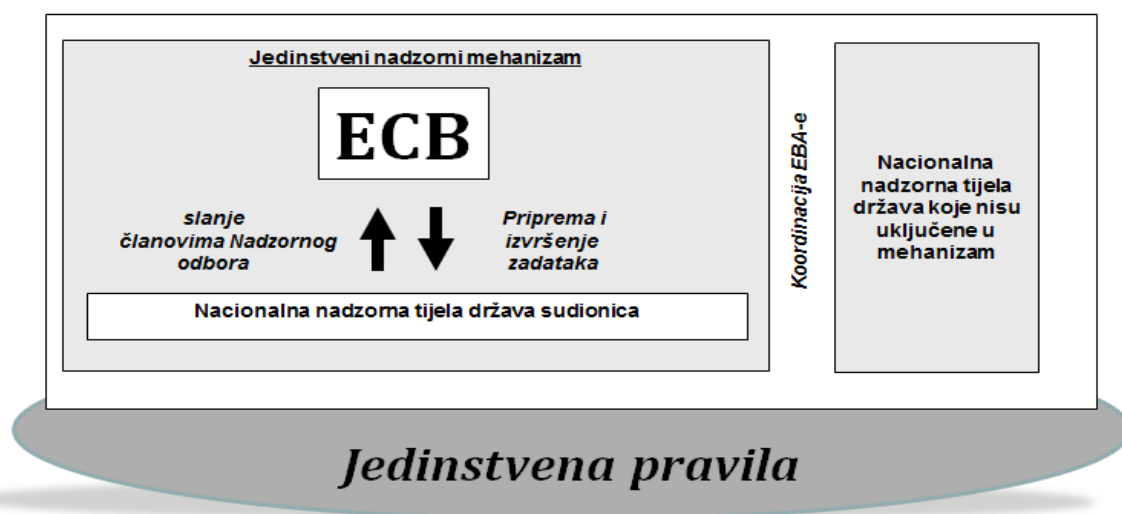 Jedinstveni nadzorni mehanizam
ECB
slanje
članovima Nadzornog
odbora
Priprema i
izvršenje
zadataka
Nacionalna nadzorna tijela država sudionica
Koordinacija EBA-e
Nacionalna
nadzorna tijela
država koje nisu
uključene u
mehanizam
Jedinstvena pravila